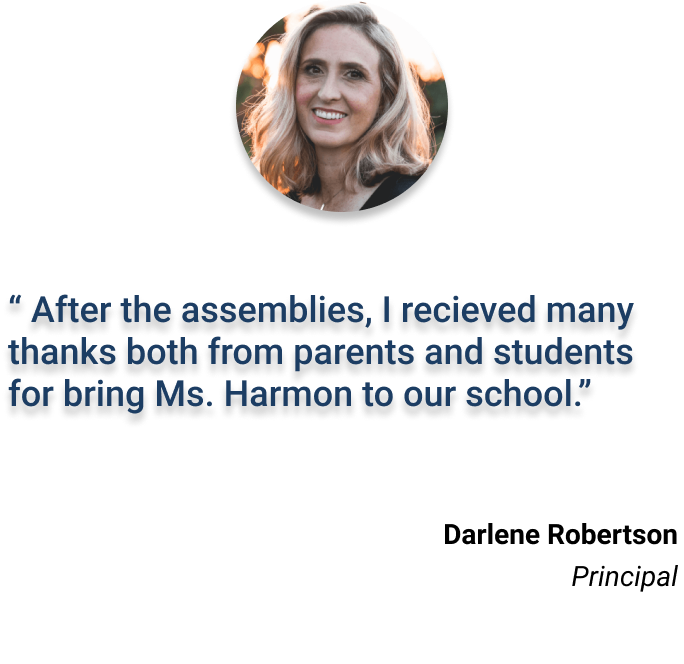 “ After the assemblies, I recieved many
thanks both from parents and students
for bring Ms. Harmon to our school.”
Darlene Robertson
Principal